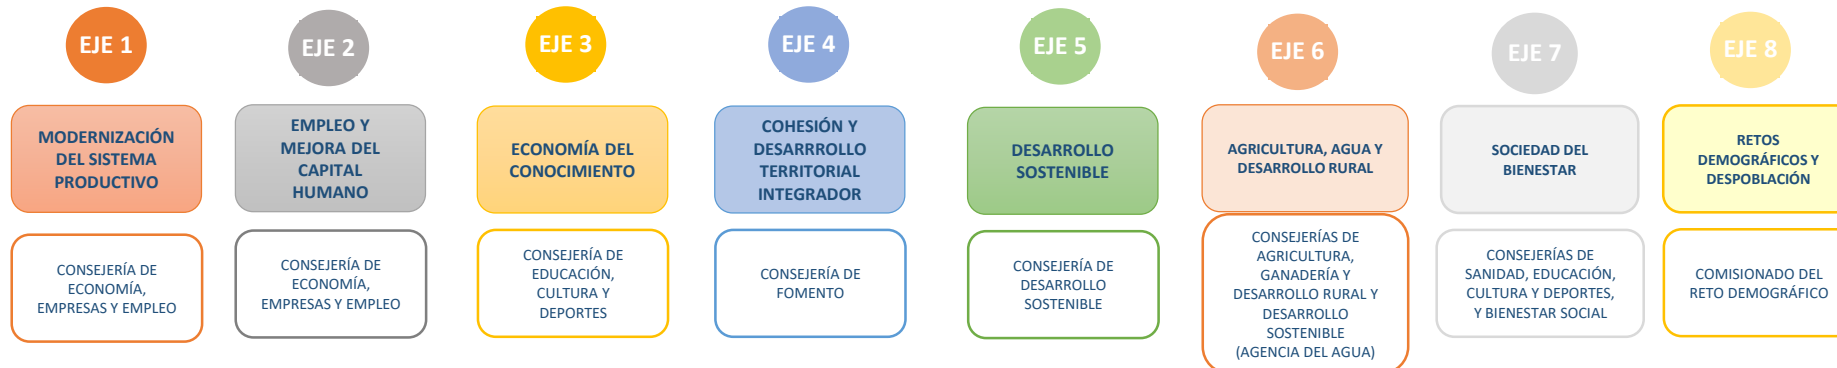 EJE 1
EJE 2
EJE 3
EJE 4
EJE 5
EJE 6
EJE 7
EJE 8
MODERNIZACIÓN
DEL SISTEMA
PRODUCTIVO
EMPLEO Y
MEJORA DEL
CAPITAL
HUMANO
ECONOMÍA DEL
CONOCIMIENTO
COHESIÓN Y
DESARRROLLO
TERRITORIAL
INTEGRADOR
DESARROLLO
SOSTENIBLE
AGRICULTURA, AGUA Y
DESARROLLO RURAL
SOCIEDAD DEL
BIENESTAR
RETOS
DEMOGRÁFICOS Y
DESPOBLACIÓN
CONSEJERÍA DE
ECONOMÍA,
EMPRESAS Y EMPLEO
CONSEJERÍA DE
ECONOMÍA,
EMPRESAS Y EMPLEO
CONSEJERÍA DE
EDUCACIÓN,
CULTURA Y
DEPORTES
CONSEJERÍA DE
FOMENTO
CONSEJERÍA DE
DESARROLLO
SOSTENIBLE
CONSEJERÍAS DE
AGRICULTURA,
GANADERÍA Y
DESARROLLO RURAL Y
DESARROLLO
SOSTENIBLE
(AGENCIA DEL AGUA)
CONSEJERÍAS DE
SANIDAD, EDUCACIÓN,
CULTURA Y DEPORTES,
Y BIENESTAR SOCIAL
COMISIONADO DEL
RETO DEMOGRÁFICO